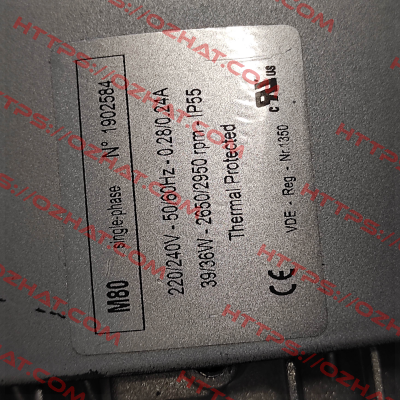 M80 single-phase N° 1902584
220/240V - 50/60Hz - 0.28/0.24A
39/36W - 2650/2950 rpm - IP55
Thermal Protected
VDE - Reg - Nr.1350
CE
c RU us
HTTPS://OZHAT.COM
HTTPS://OZHAT.COM
HTTPS://OZHAT.COM
HTTPS://OZHAT.COM
HTTPS://OZHAT.COM